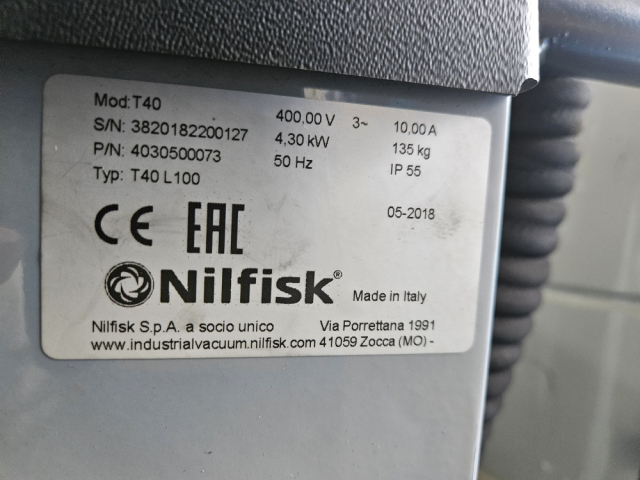 Mod: T40 400,00 V 3~ 10,00 A
S/N: 3820182200127 4,30 kW 135 kg
P/N: 4030500073 50 Hz IP 55
Typ: T40 L100
05-2018
CE EAC
Nilfisk® Made in Italy
Nilfisk S.p.A. a socio unico Via Porrettana 1991
www.industrialvacuum.nilfisk.com 41059 Zocca (MO) -